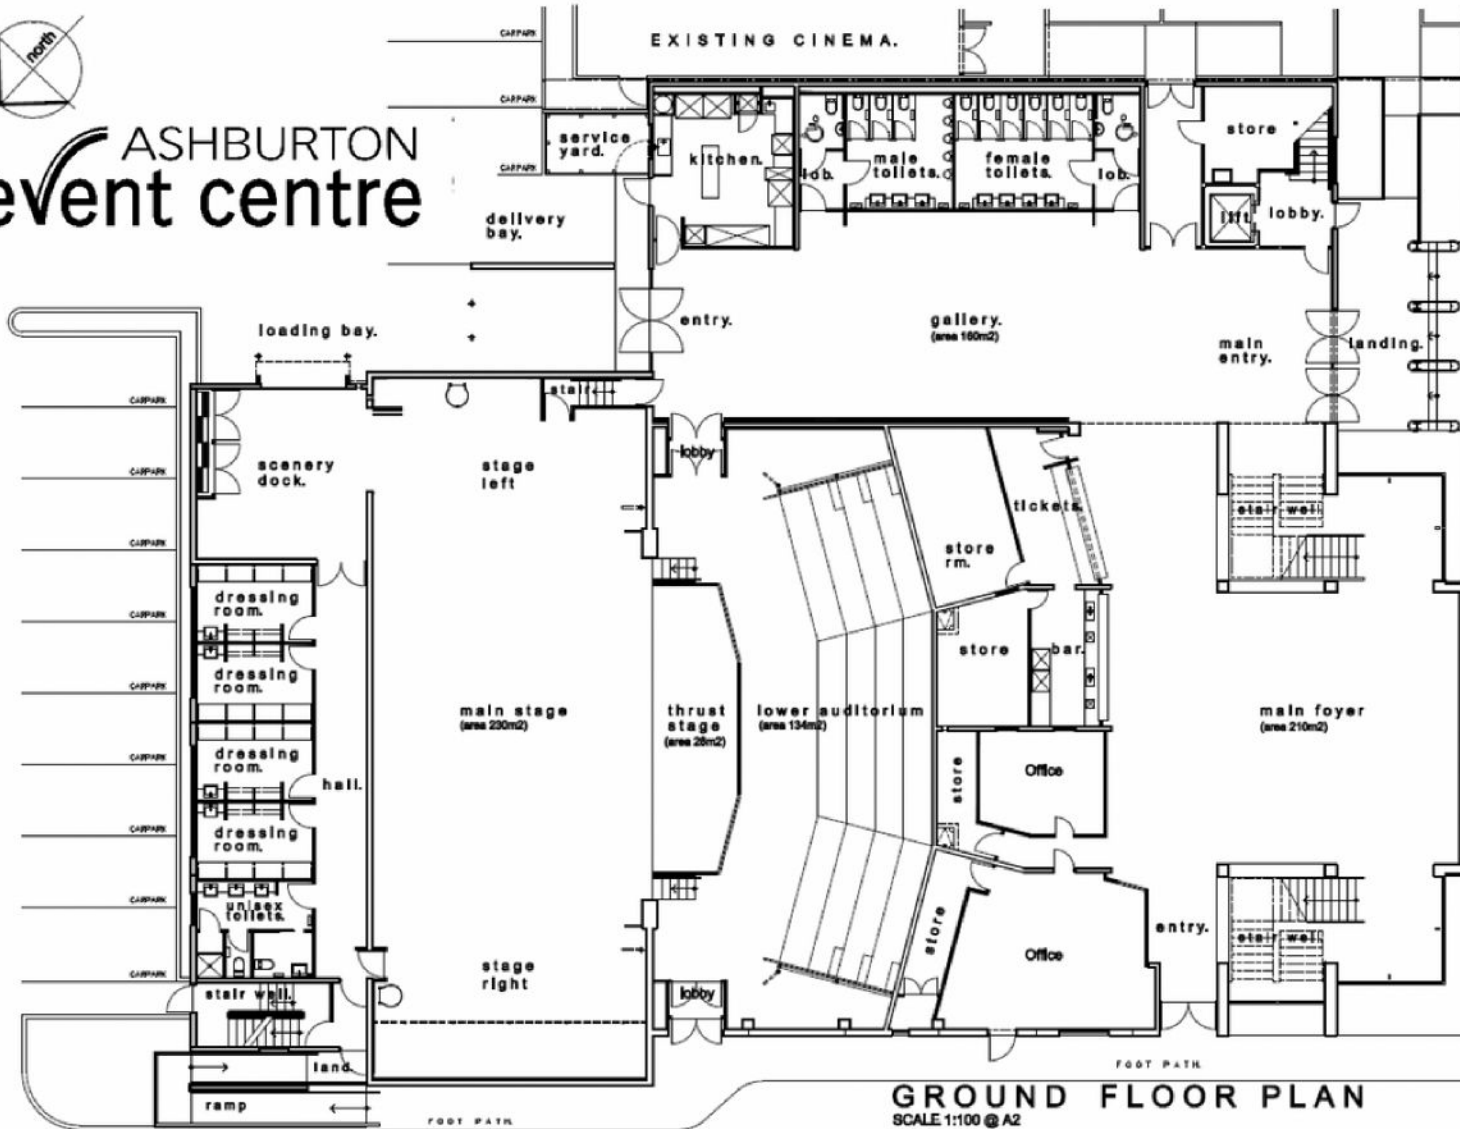 north
ASHBURTON
event centre
EXISTING CINEMA.
CARPARK
CARPARK
CARPARK
service
yard.
kitchen.
lob.
male
toilets.
female
toilets.
lob.
store
lift
lobby.
delivery
bay.
loading bay.
entry.
gallery.
(area 160m2)
main
entry.
landing.
CARPARK
CARPARK
CARPARK
CARPARK
CARPARK
CARPARK
CARPARK
CARPARK
CARPARK
stair
scenery
dock.
stage
left
lobby
tickets.
store
rm.
stair well
dressing
room.
dressing
room.
dressing
room.
dressing
room.
hall.
unisex
toilets.
main stage
(area 230m2)
thrust
stage
(area 28m2)
lower auditorium
(area 134m2)
store
bar.
main foyer
(area 210m2)
store
Office
store
Office
entry.
stair well
stage
right
lobby
stair well.
land.
ramp
FOOT PATH.
FOOT PATH.
GROUND FLOOR PLAN
SCALE 1:100 @ A2